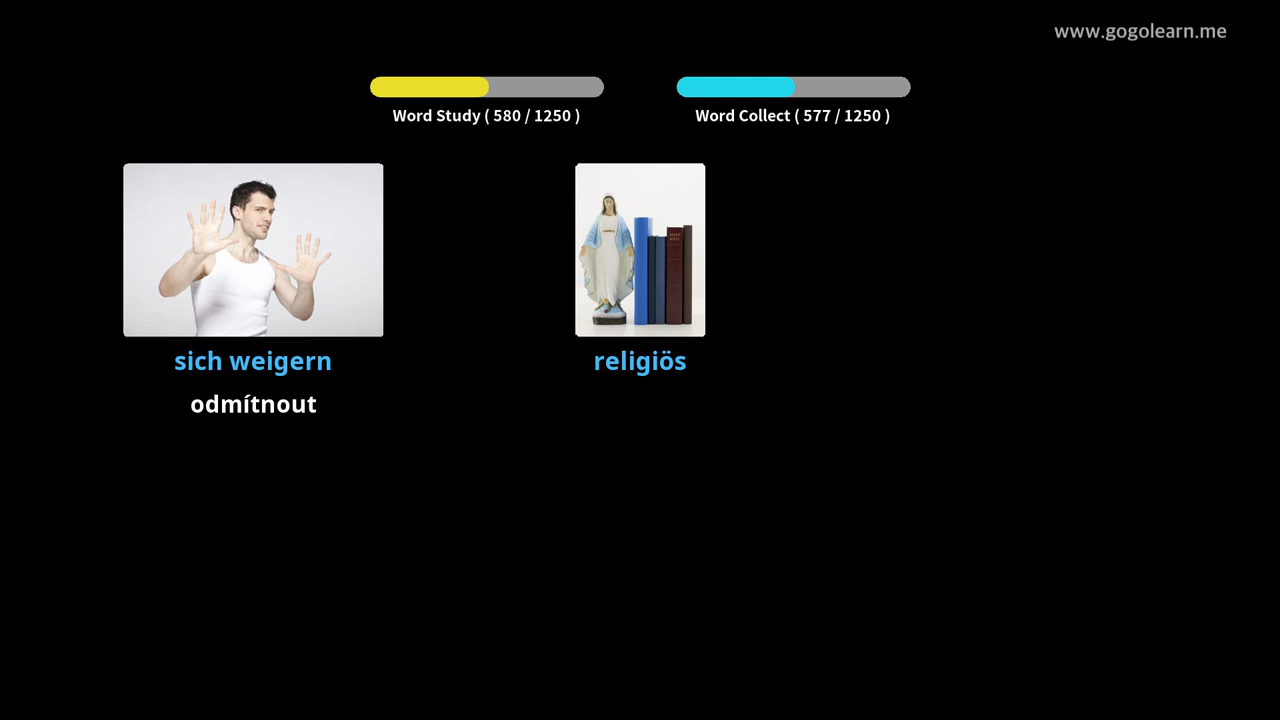 www.gogolearn.me
Word Study ( 580 / 1250 )
Word Collect ( 577 / 1250 )
sich weigern
religiös
odmítnout